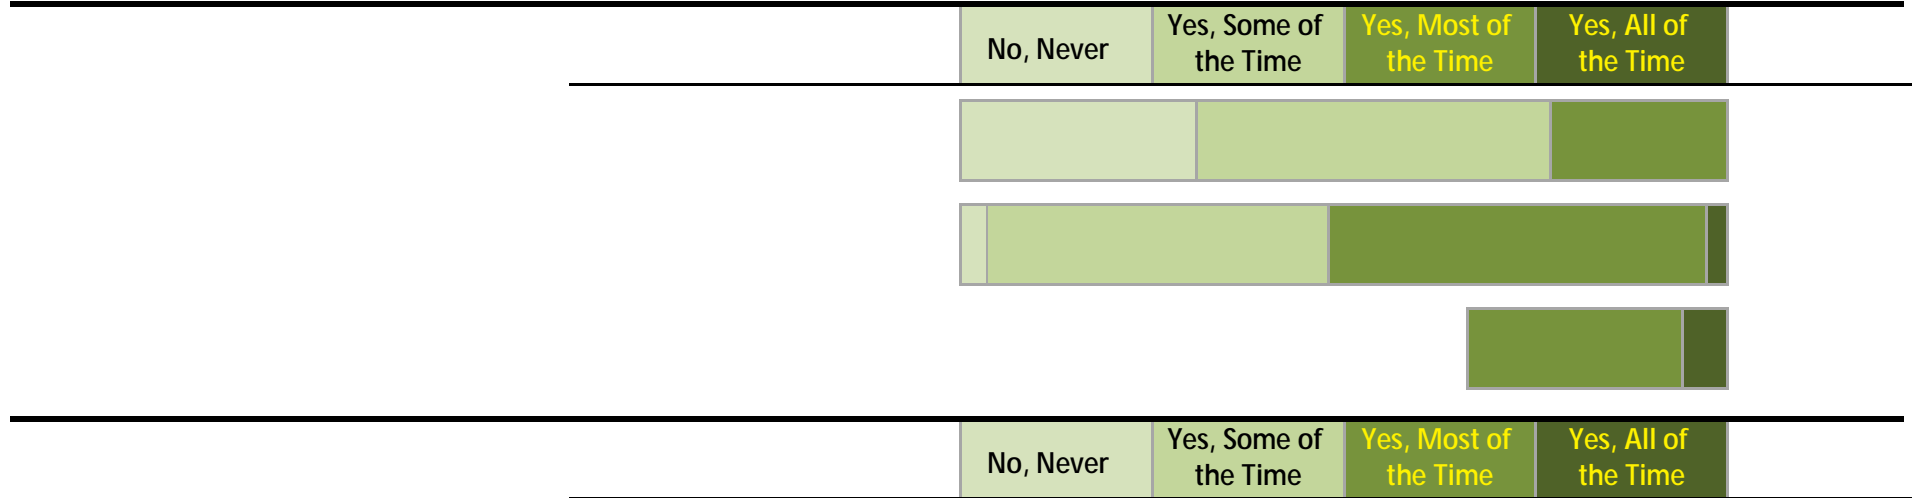 No, Never
Yes, Some of
the Time
Yes, Most of
the Time
Yes, All of
the Time
No, Never
Yes, Some of
the Time
Yes, Most of
the Time
Yes, All of
the Time